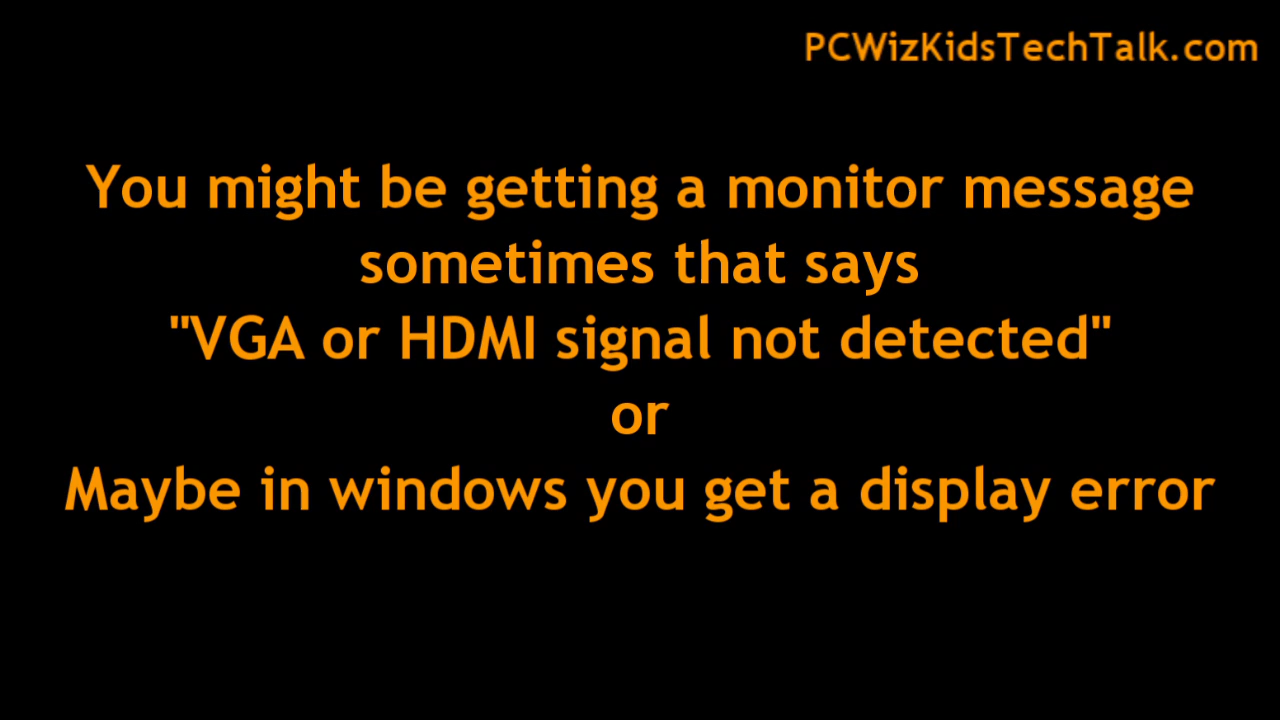 PCWizKidsTechTalk.com
You might be getting a monitor message
sometimes that says
"VGA or HDMI signal not detected"
or
Maybe in windows you get a display error